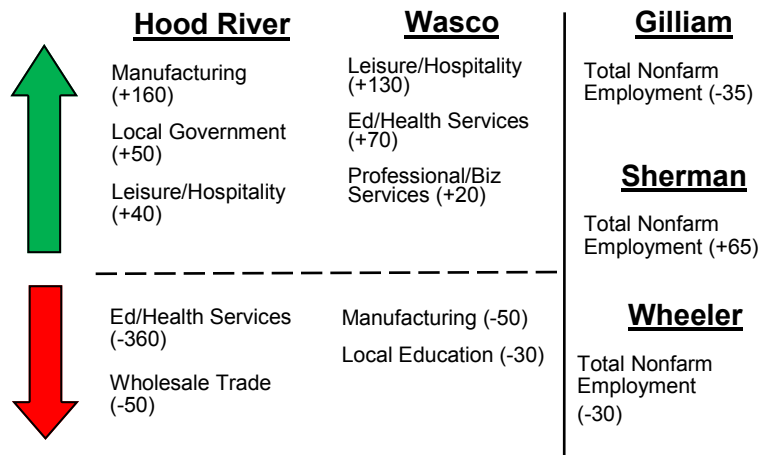 Hood River
Manufacturing
(+160)
Local Government
(+50)
Leisure/Hospitality
(+40)
Ed/Health Services
(-360)
Wholesale Trade
(-50)
Wasco
Leisure/Hospitality
(+130)
Ed/Health Services
(+70)
Professional/Biz
Services (+20)
Manufacturing (-50)
Local Education (-30)
Gilliam
Total Nonfarm
Employment (-35)
Sherman
Total Nonfarm
Employment (+65)
Wheeler
Total Nonfarm
Employment
(-30)